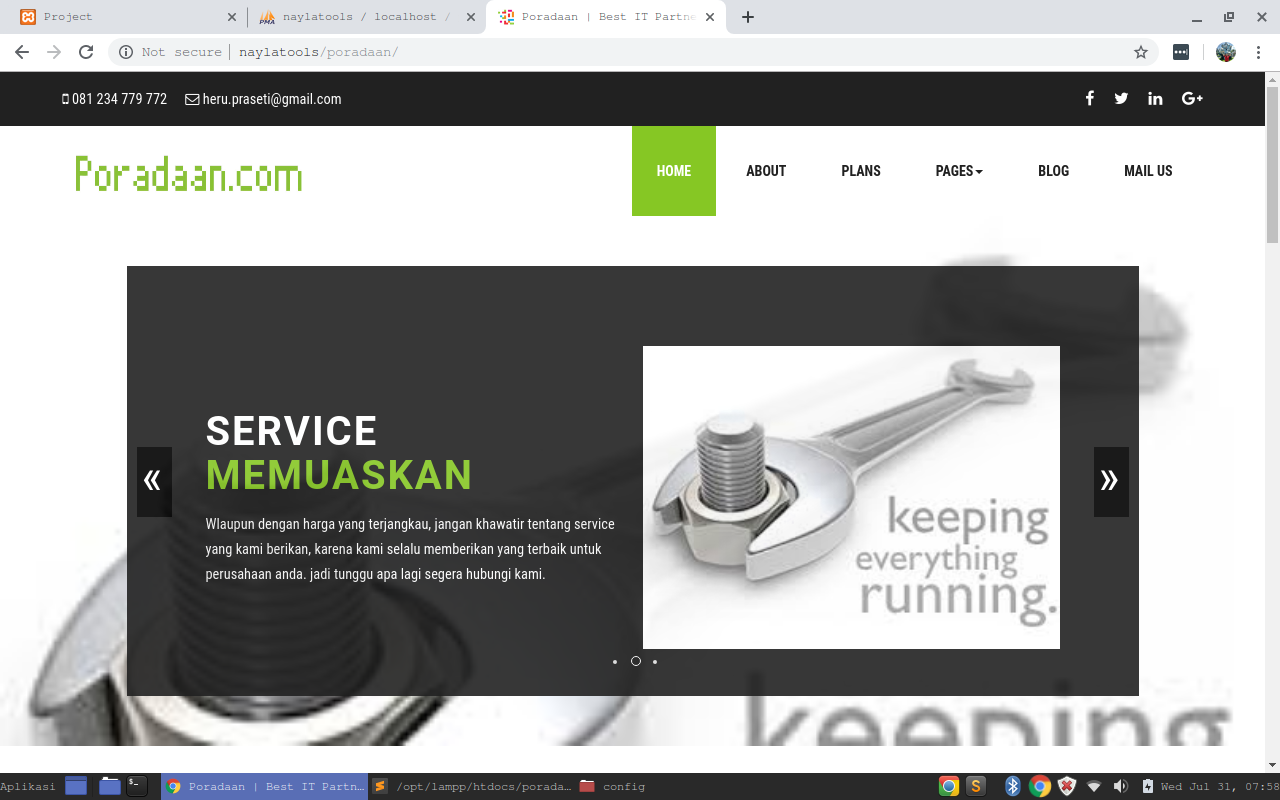 Project
naylatools / localhost /
Poradaan | Best IT Partne
Not secure
naylatools/poradaan/
081 234 779 772
heru.praseti@gmail.com
Poradaan.com
HOME
ABOUT
PLANS
PAGES
BLOG
MAIL US
SERVICE
MEMUASKAN
Wlaupun dengan harga yang terjangkau, jangan khawatir tentang service
yang kami berikan, karena kami selalu memberikan yang terbaik untuk
perusahaan anda. jadi tunggu apa lagi segera hubungi kami.
keeping
everything
running.
keeping
Aplikasi
Poradaan | Best IT Partn…
/opt/lampp/htdocs/porada…
config
Wed Jul 31, 07:58